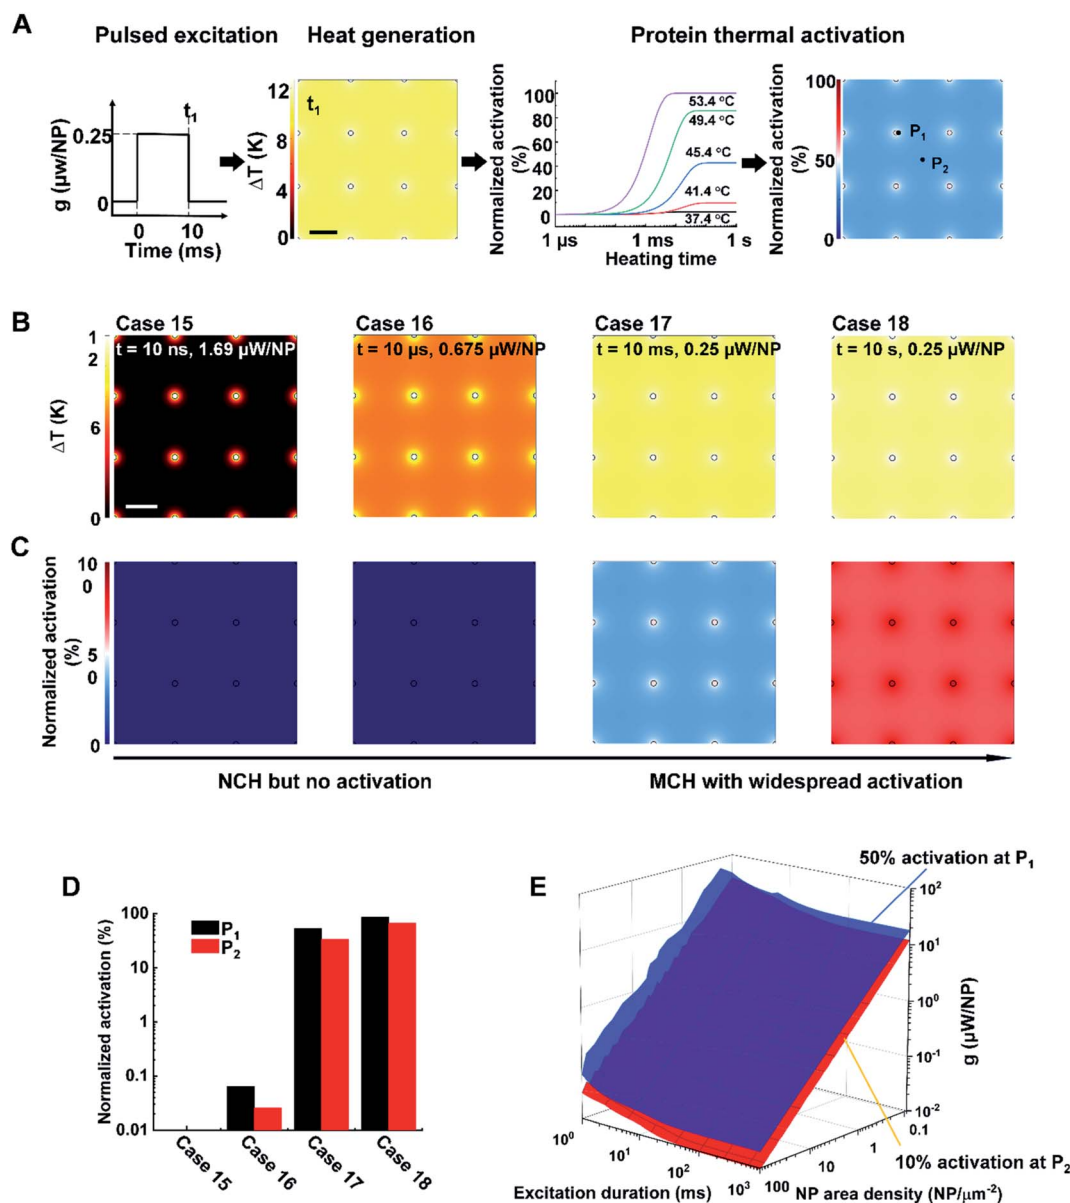 A
Pulsed excitation
Heat generation
Protein thermal activation
g (μw/NP)
0.25
0
t₁
0
10
Time (ms)
ΔT (K)
12
8
4
0
t₁
Normalized activation
(%)
100
80
60
40
20
0
53.4 °C
49.4 °C
45.4 °C
41.4 °C
37.4 °C
1 μs
1 ms
1 s
Heating time
Normalized activation
(%)
100
50
0
P₁
P₂
B
Case 15
Case 16
Case 17
Case 18
t = 10 ns, 1.69 μW/NP
t = 10 μs, 0.675 μW/NP
t = 10 ms, 0.25 μW/NP
t = 10 s, 0.25 μW/NP
ΔT (K)
1
2
6
0
C
Normalized activation
(%)
10
0
5
0
0
NCH but no activation
MCH with widespread activation
D
Normalized activation (%)
100
10
1
0.1
0.01
P₁
P₂
Case 15
Case 16
Case 17
Case 18
E
50% activation at P₁
10² 
10¹
10⁰
10⁻¹
10⁻²
g (μW/NP)
10⁰
10¹
10²
10³
Excitation duration (ms)
100
10
1
0.1
NP area density (NP/μm⁻²)
10% activation at P₂